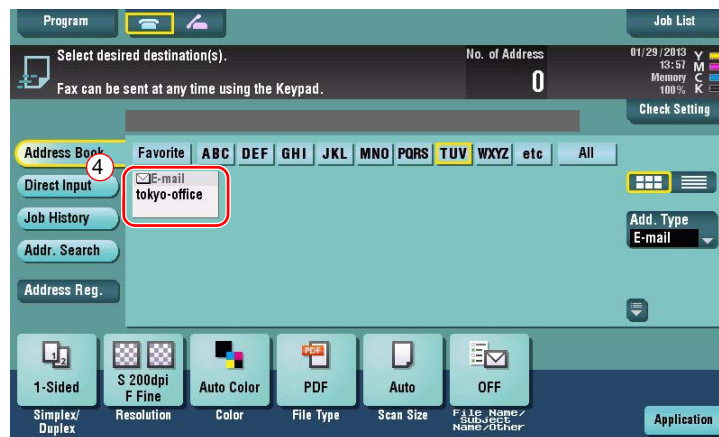 Program
Job List
Select desired destination(s).
No. of Address
01/29/2013
13:57
Memory
100%
Y
M
C
K
Fax can be sent at any time using the Keypad.
0
Check Setting
Address Book
Favorite ABC DEF GHI JKL MNO PQRS TUV WXYZ etc All
4
E-mail
tokyo-office
Direct Input
Job History
Add. Type
E-mail
Addr. Search
Address Reg.
1 2
1-Sided
S 200dpi
F Fine
Auto Color
PDF
PDF
Auto
OFF
Simplex/
Duplex
Resolution
Color
File Type
Scan Size
File Name/
Subject
Name/Other
Application